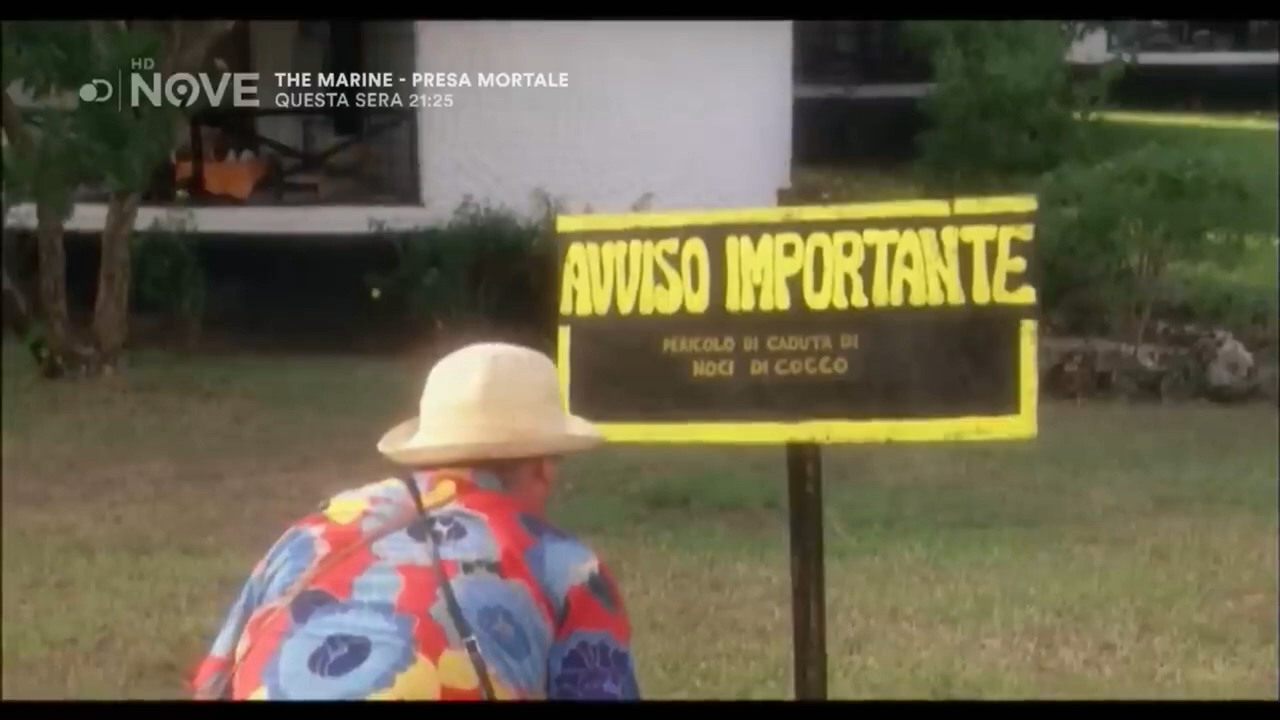 HD
NOVE
THE MARINE - PRESA MORTALE
QUESTA SERA 21:25
AVVISO IMPORTANTE
PERICOLO DI CADUTA DI
NOCI DI COCCO